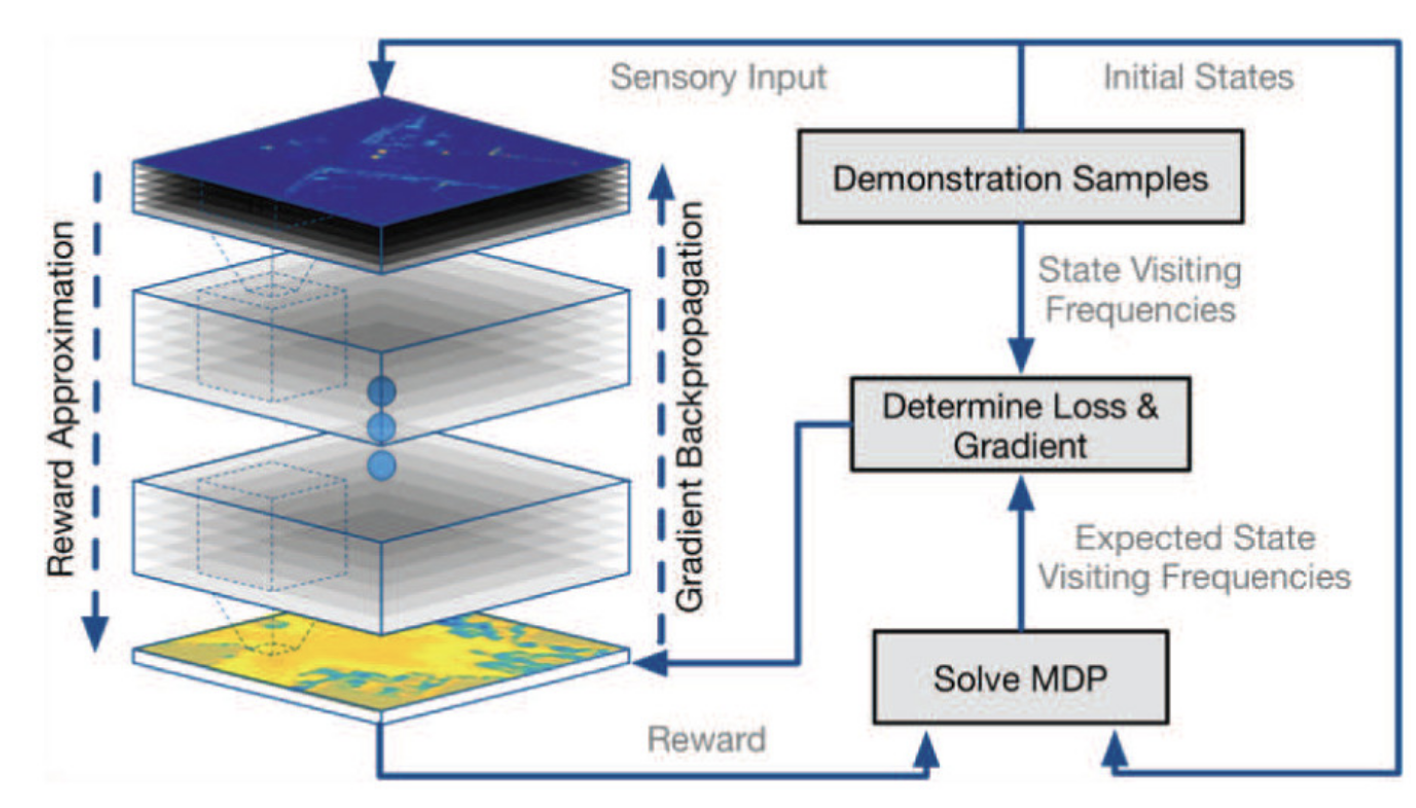 Sensory Input
Initial States
Demonstration Samples
State Visiting
Frequencies
Reward Approximation
Gradient Backpropagation
Determine Loss &
Gradient
Expected State
Visiting Frequencies
Solve MDP
Reward